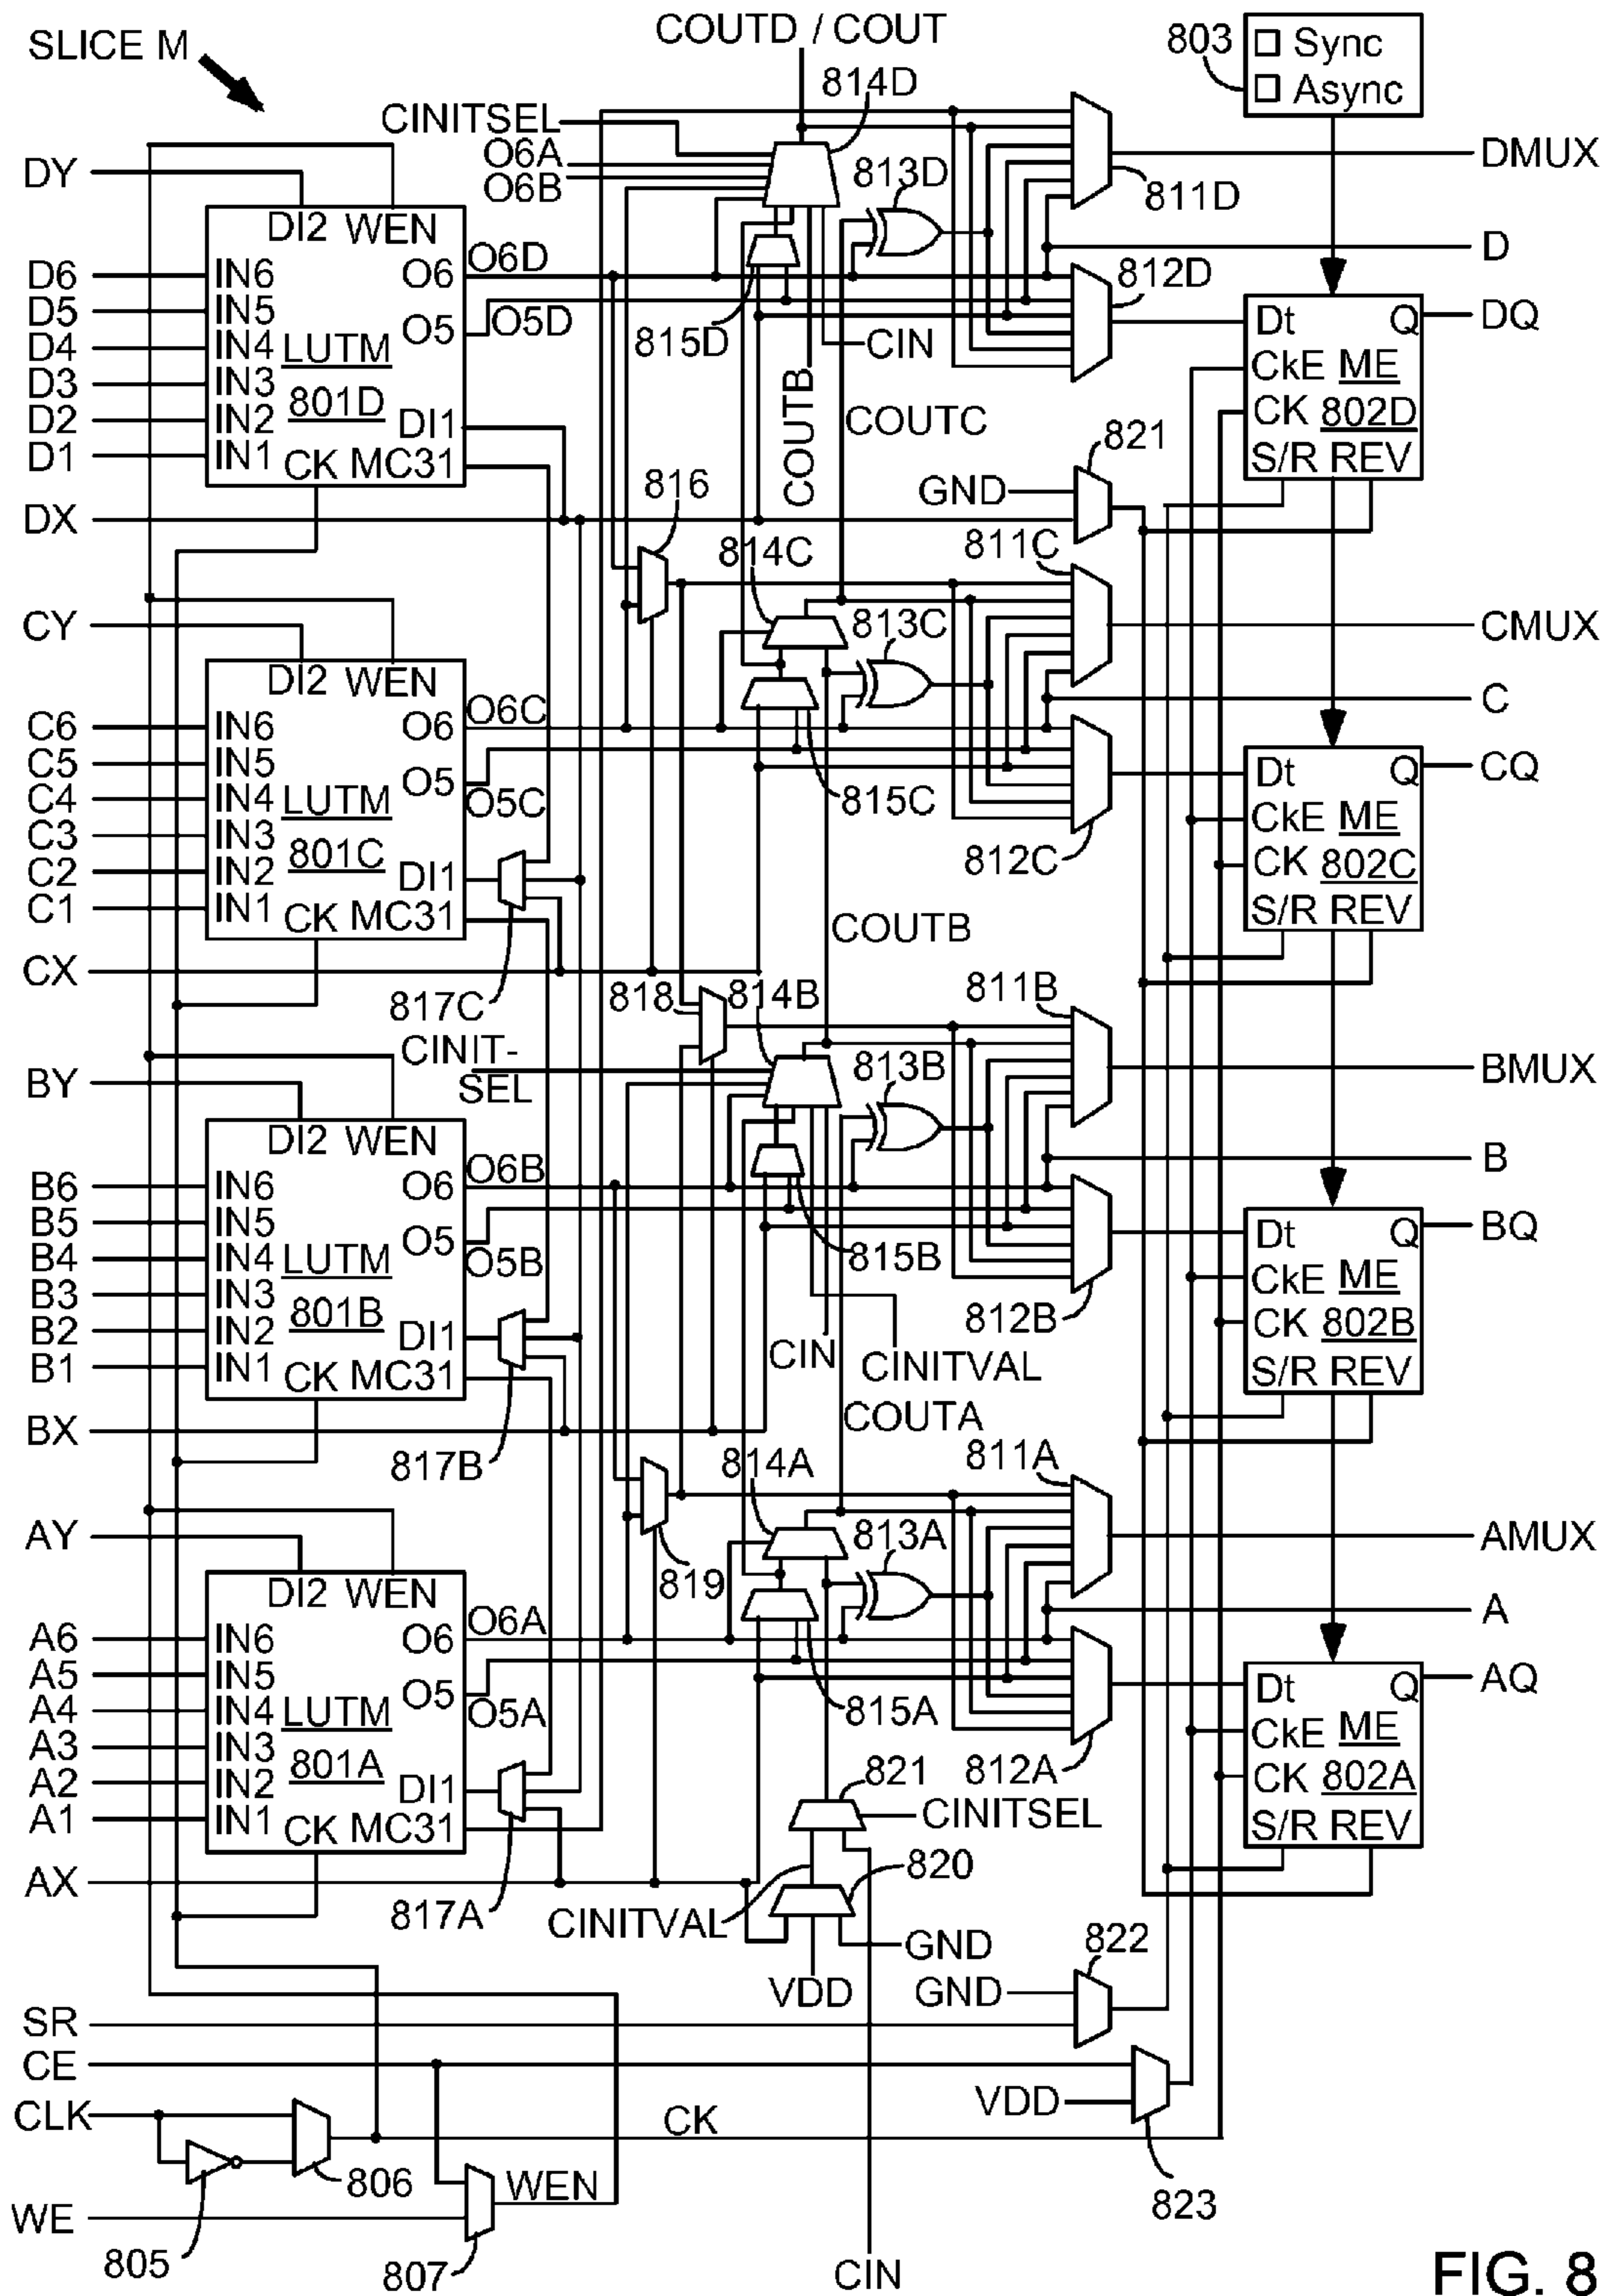 COUTD / COUT
SLICE M
803
Sync
Async
814D
CINITSEL
O6A
O6B
813D
DMUX
811D
DY
DI2 WEN
D6 IN6 O6 O6D
D5 IN5
D4 IN4 LUTM O5 O5D
D3 IN3
D2 IN2 801D DI1
D1 IN1 CK MC31
D
812D
815D
CIN
Dt Q DQ
CkE ME
CK 802D
S/R REV
COUTB
COUTC
821
GND
DX
816
814C
811C
813C
CMUX
CY
DI2 WEN
C6 IN6 O6 O6C
C5 IN5
C4 IN4 LUTM O5 O5C
C3 IN3
C2 IN2 801C DI1
C1 IN1 CK MC31
C
815C
812C
Dt Q CQ
CkE ME
CK 802C
S/R REV
COUTB
CX
817C
818
814B
811B
CINIT-
SEL
813B
BMUX
BY
DI2 WEN
B6 IN6 O6 O6B
B5 IN5
B4 IN4 LUTM O5 O5B
B3 IN3
B2 IN2 801B DI1
B1 IN1 CK MC31
B
815B
812B
Dt Q BQ
CkE ME
CK 802B
S/R REV
CIN
CINITVAL
COUTA
BX
817B
814A
811A
819
813A
AMUX
AY
DI2 WEN
A6 IN6 O6 O6A
A5 IN5
A4 IN4 LUTM O5 O5A
A3 IN3
A2 IN2 801A DI1
A1 IN1 CK MC31
A
815A
812A
Dt Q AQ
CkE ME
CK 802A
S/R REV
821
CINITSEL
820
AX
817A
CINITVAL
GND
VDD
822
GND
SR
CE
VDD
CLK
CK
806
WEN
823
WE
805
807
CIN
FIG. 8